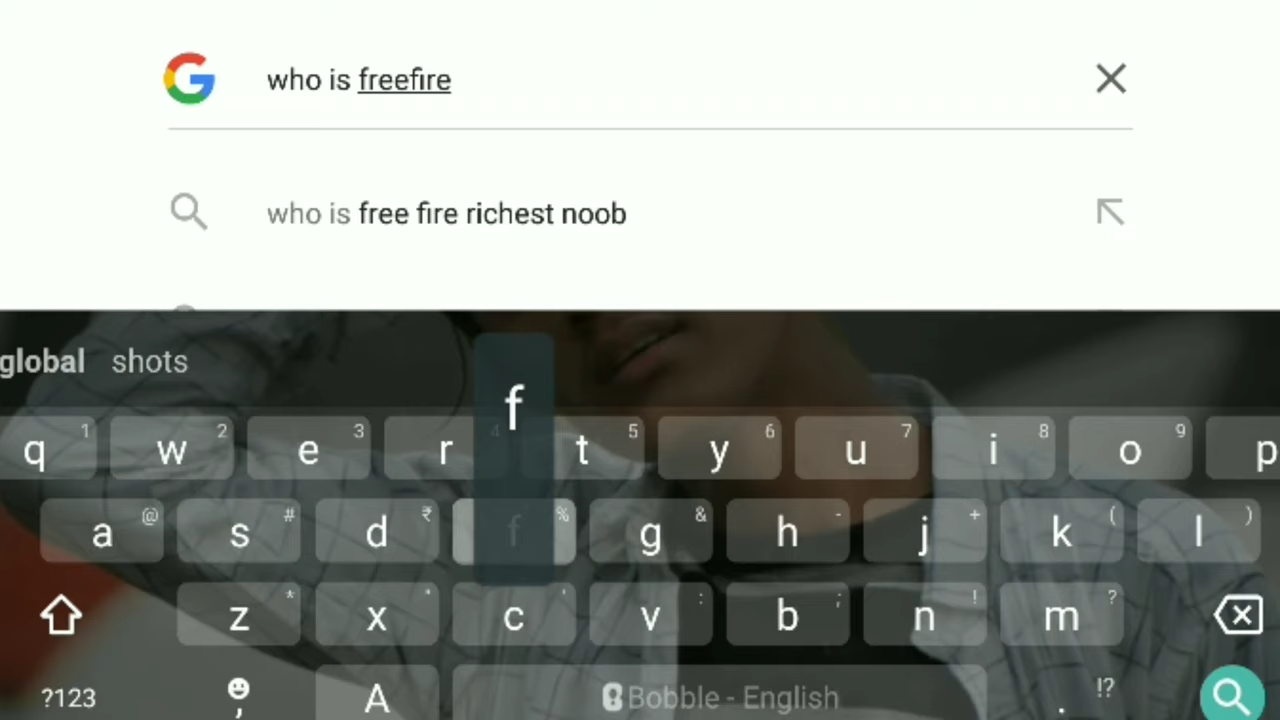 who is freefire
who is free fire richest noob
global shots
f
q 1 w 2 e 3 r 4 t 5 y 6 u 7 i 8 o 9 p
a @ s # d ₹ f % g & h - j + k ( l )
z * x " c ' v : b ; n ! m ?
?123 , A Bobble - English . !?